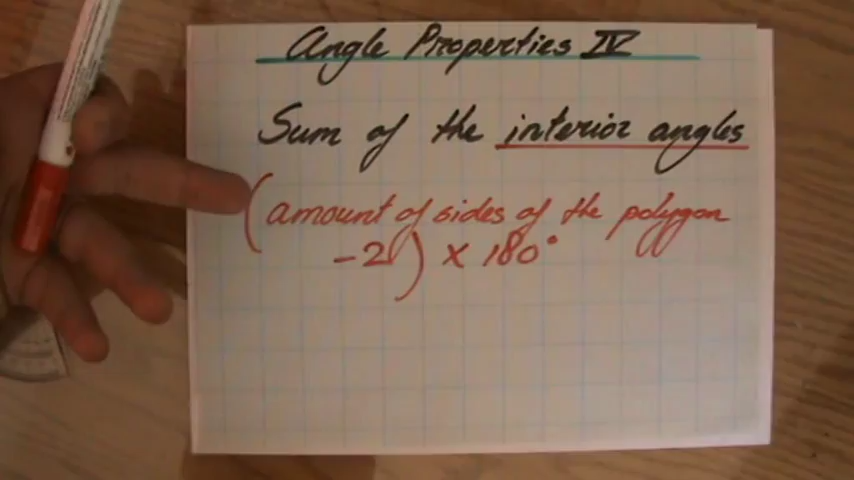 Angle Properties IV
Sum of the interior angles
(amount of sides of the polygon
-2) x 180°